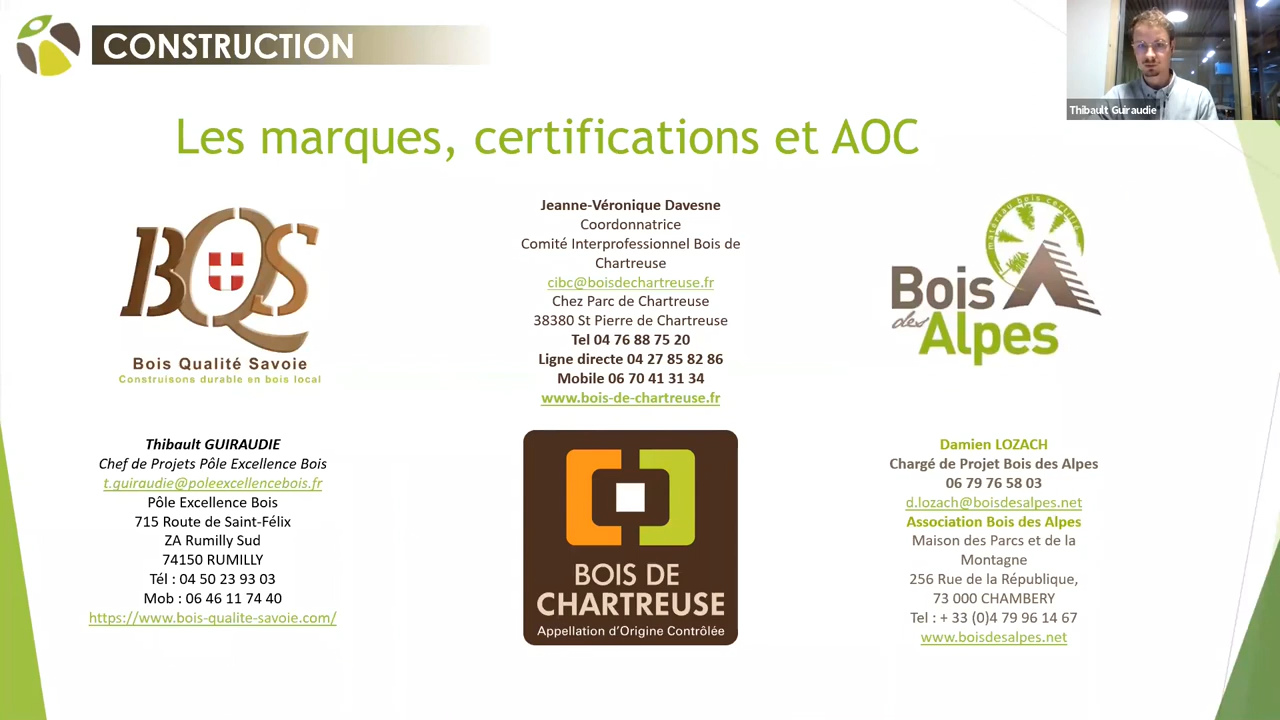 CONSTRUCTION
Thibault Guiraudie
Les marques, certifications et AOC
BQS
Bois Qualité Savoie
Construisons durable en bois local
Thibault GUIRAUDIE
Chef de Projets Pôle Excellence Bois
t.guiraudie@poleexcellencebois.fr
Pôle Excellence Bois
715 Route de Saint-Félix
ZA Rumilly Sud
74150 RUMILLY
Tél : 04 50 23 93 03
Mob : 06 46 11 74 40
https://www.bois-qualite-savoie.com/
Jeanne-Véronique Davesne
Coordonnatrice
Comité Interprofessionnel Bois de
Chartreuse
cibc@boisdechartreuse.fr
Chez Parc de Chartreuse
38380 St Pierre de Chartreuse
Tel 04 76 88 75 20
Ligne directe 04 27 85 82 86
Mobile 06 70 41 31 34
www.bois-de-chartreuse.fr
BOIS DE
CHARTREUSE
Appellation d'Origine Contrôlée
matériau bois certifié
Bois
des Alpes
Damien LOZACH
Chargé de Projet Bois des Alpes
06 79 76 58 03
d.lozach@boisdesalpes.net
Association Bois des Alpes
Maison des Parcs et de la
Montagne
256 Rue de la République,
73 000 CHAMBERY
Tel : + 33 (0)4 79 96 14 67
www.boisdesalpes.net